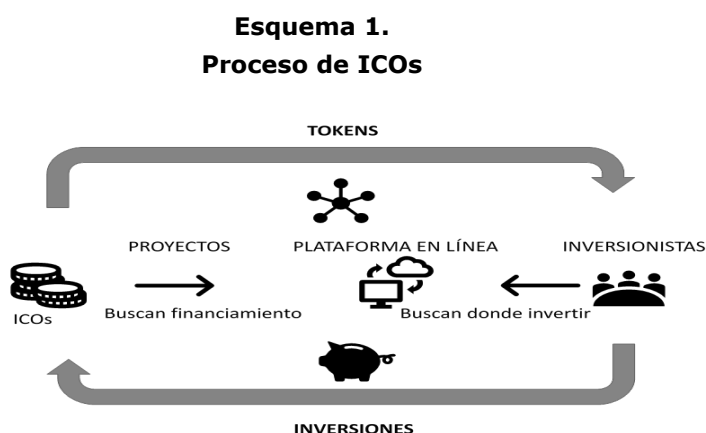 Esquema 1.
Proceso de ICOs
TOKENS
PROYECTOS
PLATAFORMA EN LÍNEA
INVERSIONISTAS
ICOs
Buscan financiamiento
Buscan donde invertir
INVERSIONES